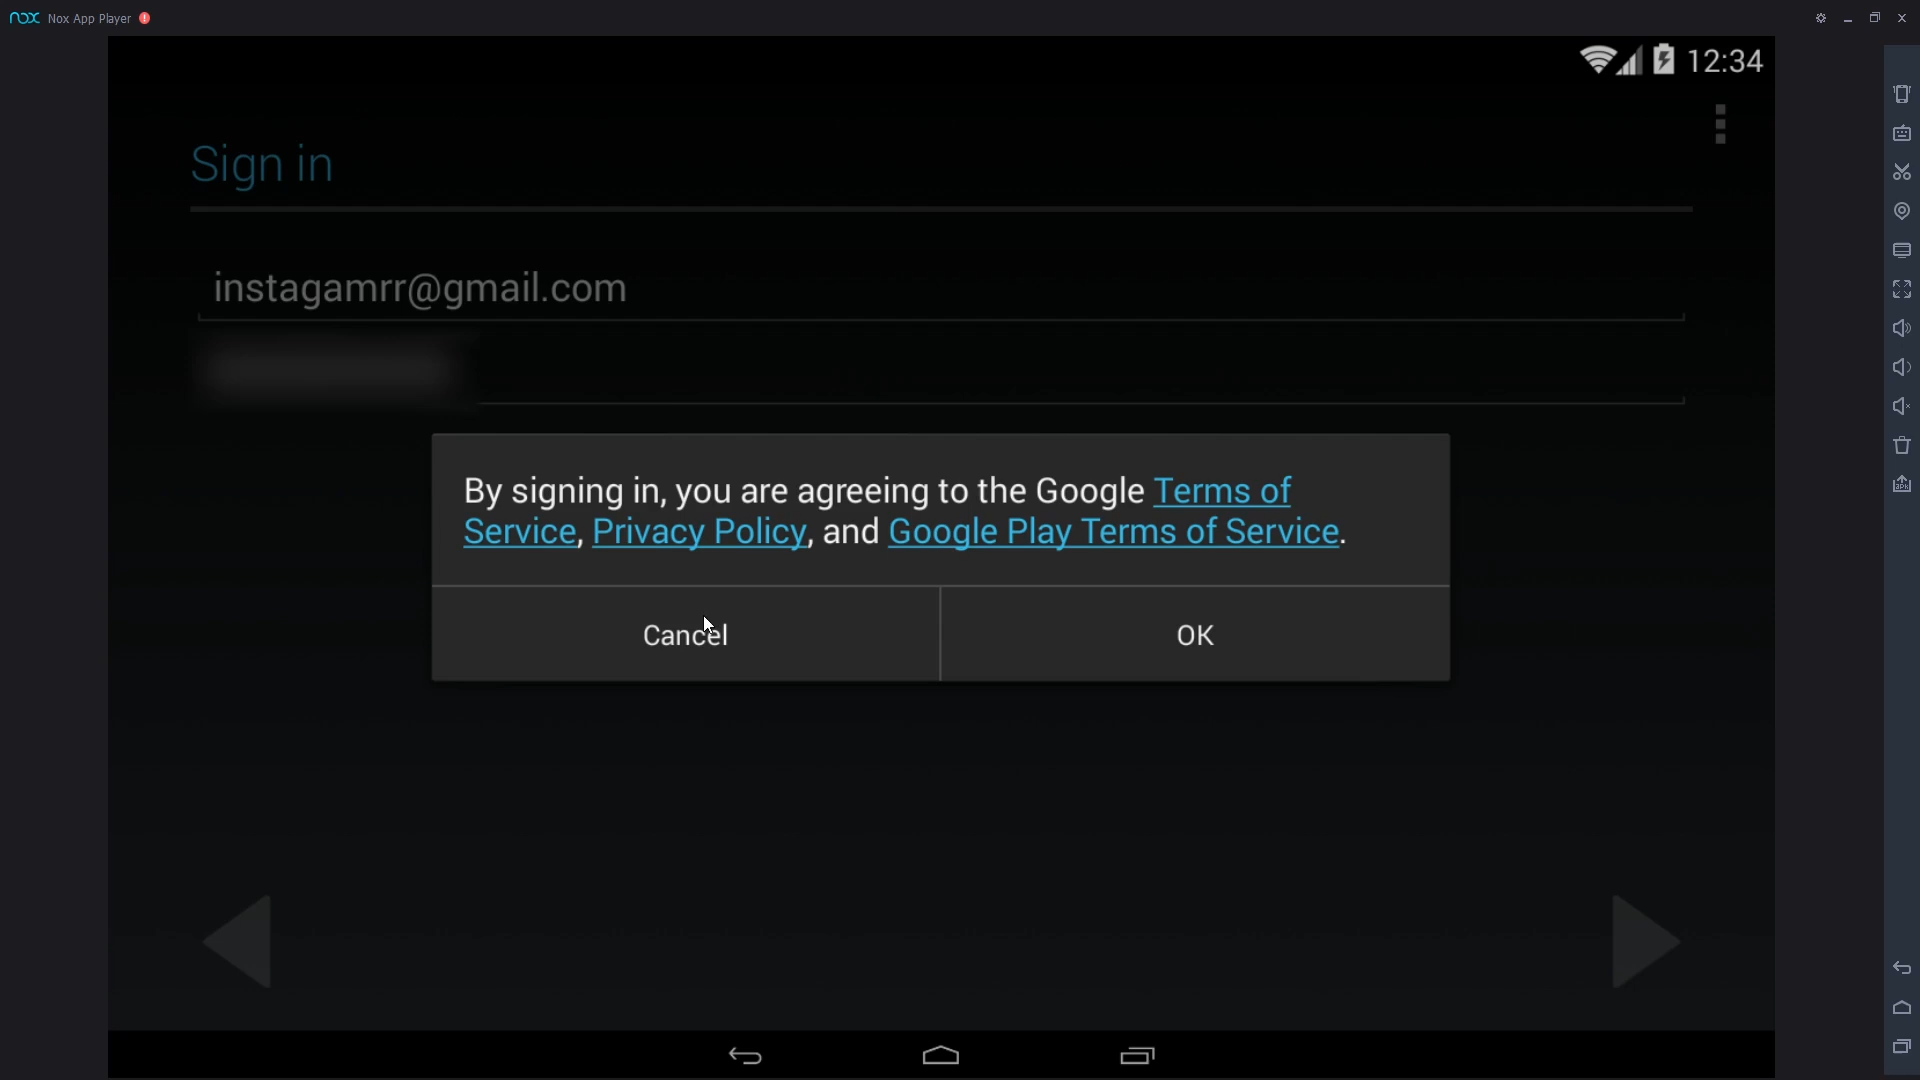 nox Nox App Player
12:34
Sign in
instagamrr@gmail.com
By signing in, you are agreeing to the Google Terms of
Service, Privacy Policy, and Google Play Terms of Service.
Cancel OK